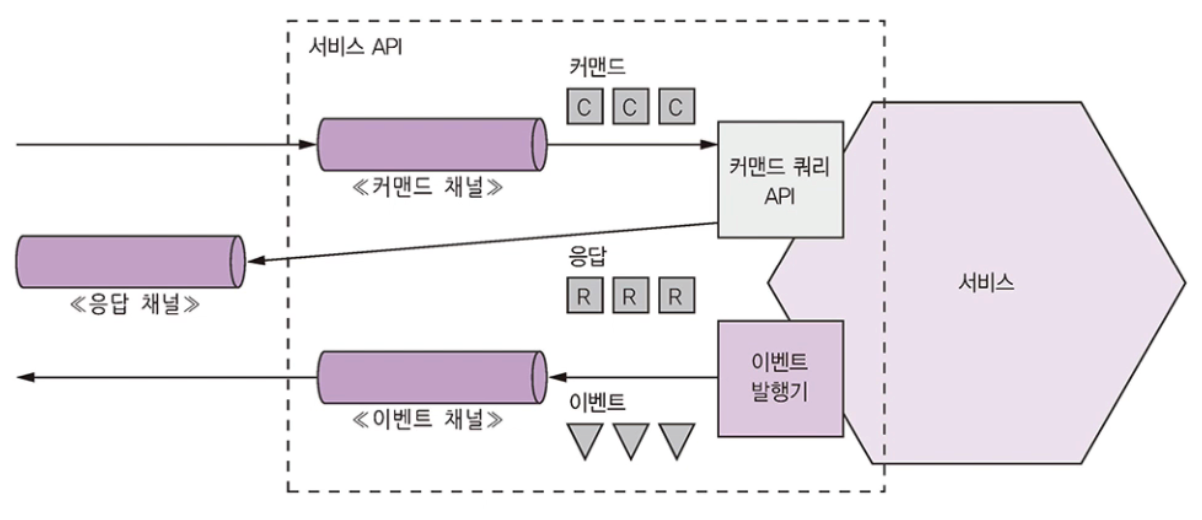 서비스 API
커맨드
C C C
≪커맨드 채널≫
커맨드 쿼리
API
≪응답 채널≫
응답
R R R
서비스
≪이벤트 채널≫
이벤트
이벤트
발행기